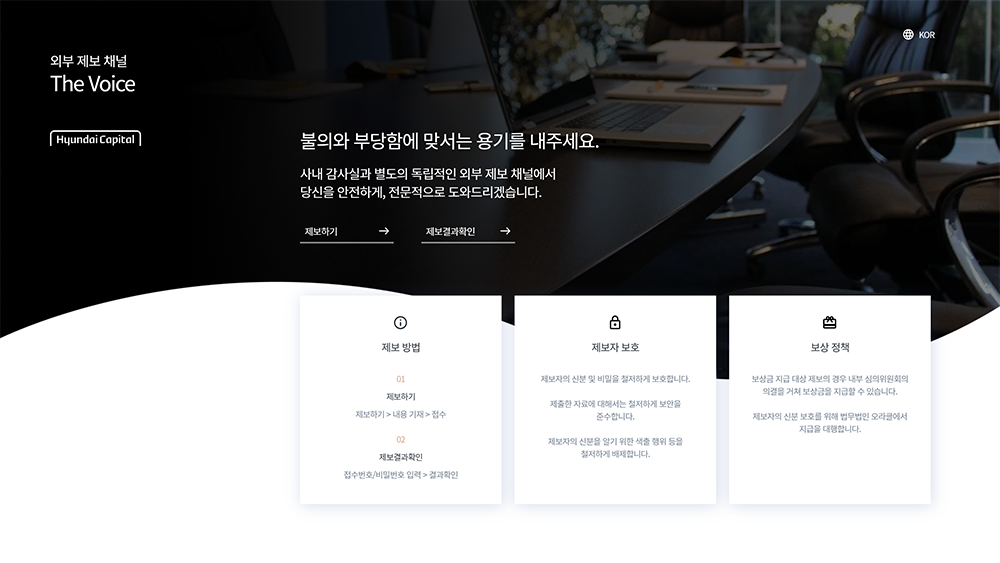 KOR
외부 제보 채널
The Voice
Hyundai Capital
불의와 부당함에 맞서는 용기를 내주세요.
사내 감사실과 별도의 독립적인 외부 제보 채널에서
당신을 안전하게, 전문적으로 도와드리겠습니다.
제보하기 →
제보결과확인 →
제보 방법
01
제보하기
제보하기 > 내용 기재 > 접수
02
제보결과확인
접수번호/비밀번호 입력 > 결과확인
제보자 보호
제보자의 신분 및 비밀을 철저하게 보호합니다.
제출한 자료에 대해서는 철저하게 보안을
준수합니다.
제보자의 신분을 알기 위한 색출 행위 등을
철저하게 배제합니다.
보상 정책
보상금 지급 대상 제보의 경우 내부 심의위원회의
의결을 거쳐 보상금을 지급할 수 있습니다.
제보자의 신분 보호를 위해 법무법인 오라클에서
지급을 대행합니다.